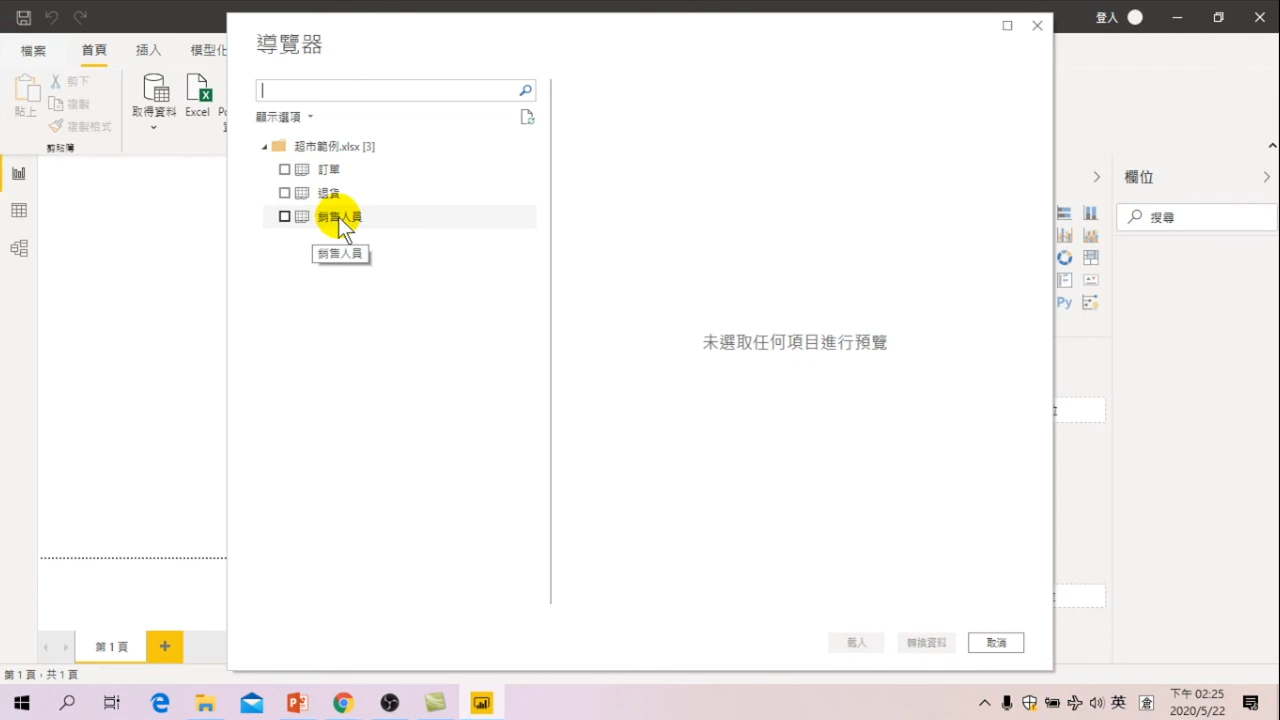 登入
檔案
首頁
插入
模型化
貼上
剪下
複製
複製格式
剪貼簿
取得資料
Excel
導覽器
顯示選項
超市範例.xlsx [3]
訂單
退貨
銷售人員
銷售人員
未選取任何項目進行預覽
載入
轉換資料
取消
欄位
搜尋
Py
第 1 頁
第 1 頁，共 1 頁
英
下午 02:25
2020/5/22